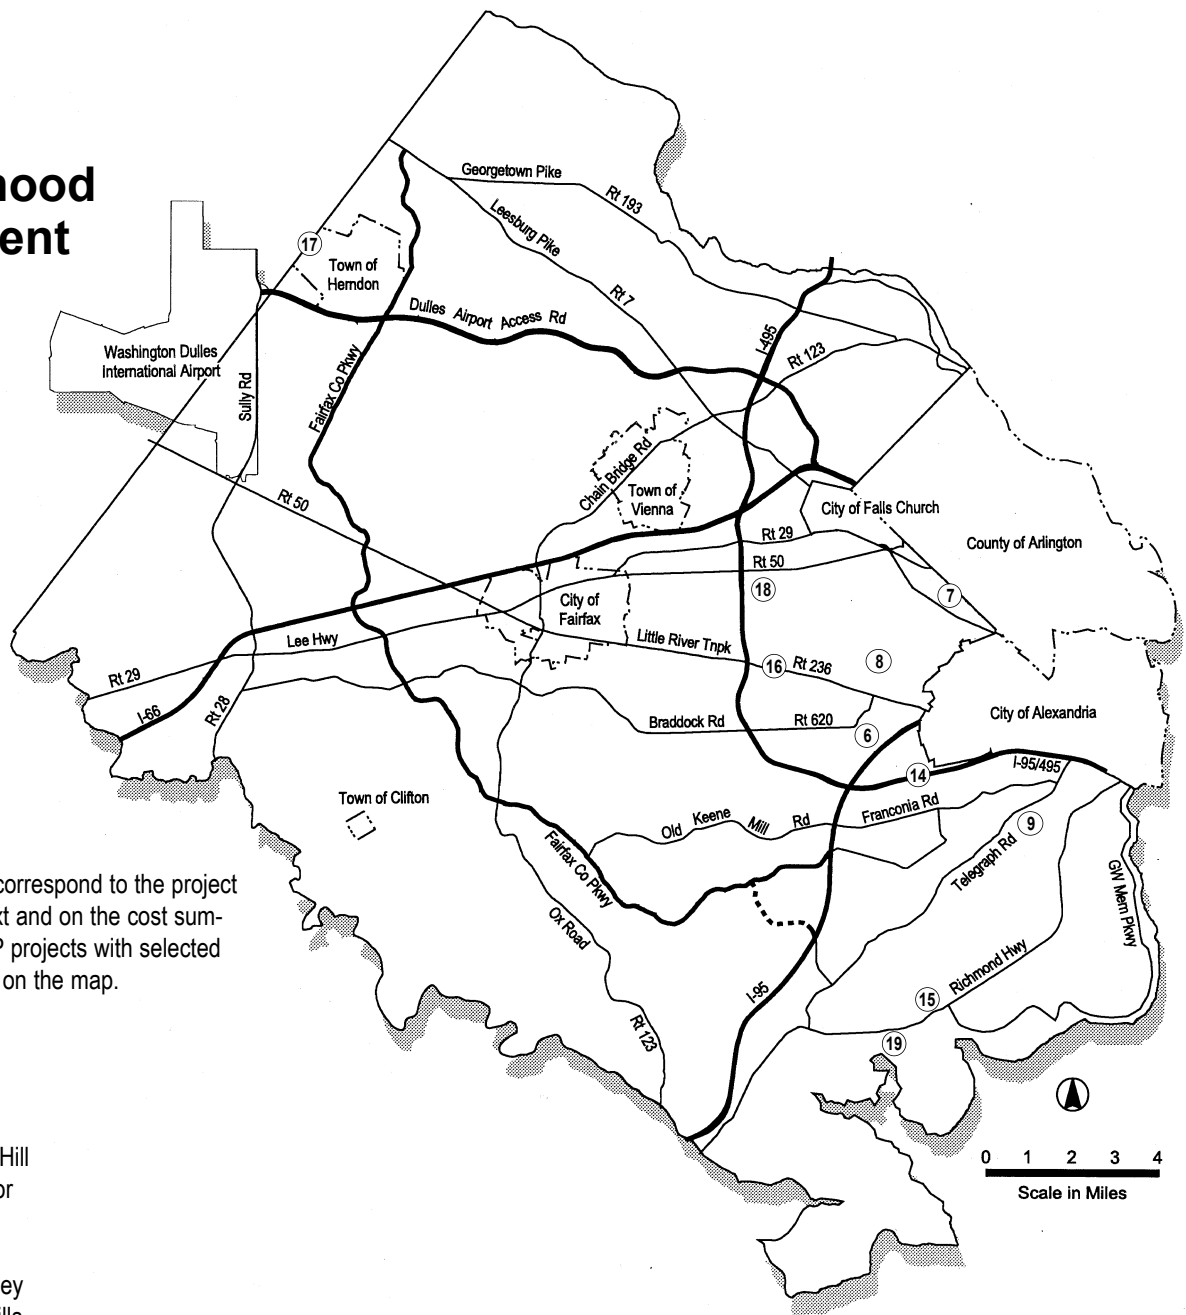 Georgetown Pike
Rt 193
Leesburg Pike
17
Town of
Herndon
Rt 7
Dulles Airport Access Rd
I-495
Rt 123
Washington Dulles
International Airport
Sully Rd
Fairfax Co Pkwy
Chain Bridge Rd
Town of
Vienna
Rt 50
City of Falls Church
Rt 29
County of Arlington
Rt 50
18
7
City of
Fairfax
Lee Hwy
Little River Tnpk
16
Rt 236
8
Rt 29
I-66
Rt 28
Braddock Rd
Rt 620
6
City of Alexandria
14
I-95/495
Town of Clifton
Old Keene Mill Rd
Franconia Rd
9
Telegraph Rd
Fairfax Co Pkwy
GW Mem Pkwy
correspond to the project
and on the cost sum-
projects with selected
on the map.
Ox Road
Richmond Hwy
I-95
15
Rt 123
19
Hill
0 1 2 3 4
Scale in Miles